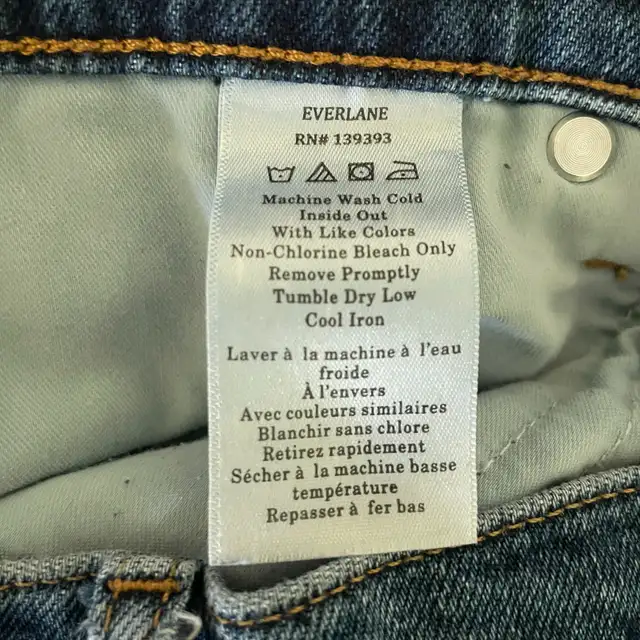 EVERLANE
RN# 139393
Machine Wash Cold
Inside Out
With Like Colors
Non-Chlorine Bleach Only
Remove Promptly
Tumble Dry Low
Cool Iron
Laver à la machine à l'eau
froide
À l'envers
Avec couleurs similaires
Blanchir sans chlore
Retirez rapidement
Sécher à la machine basse
température
Repasser à fer bas